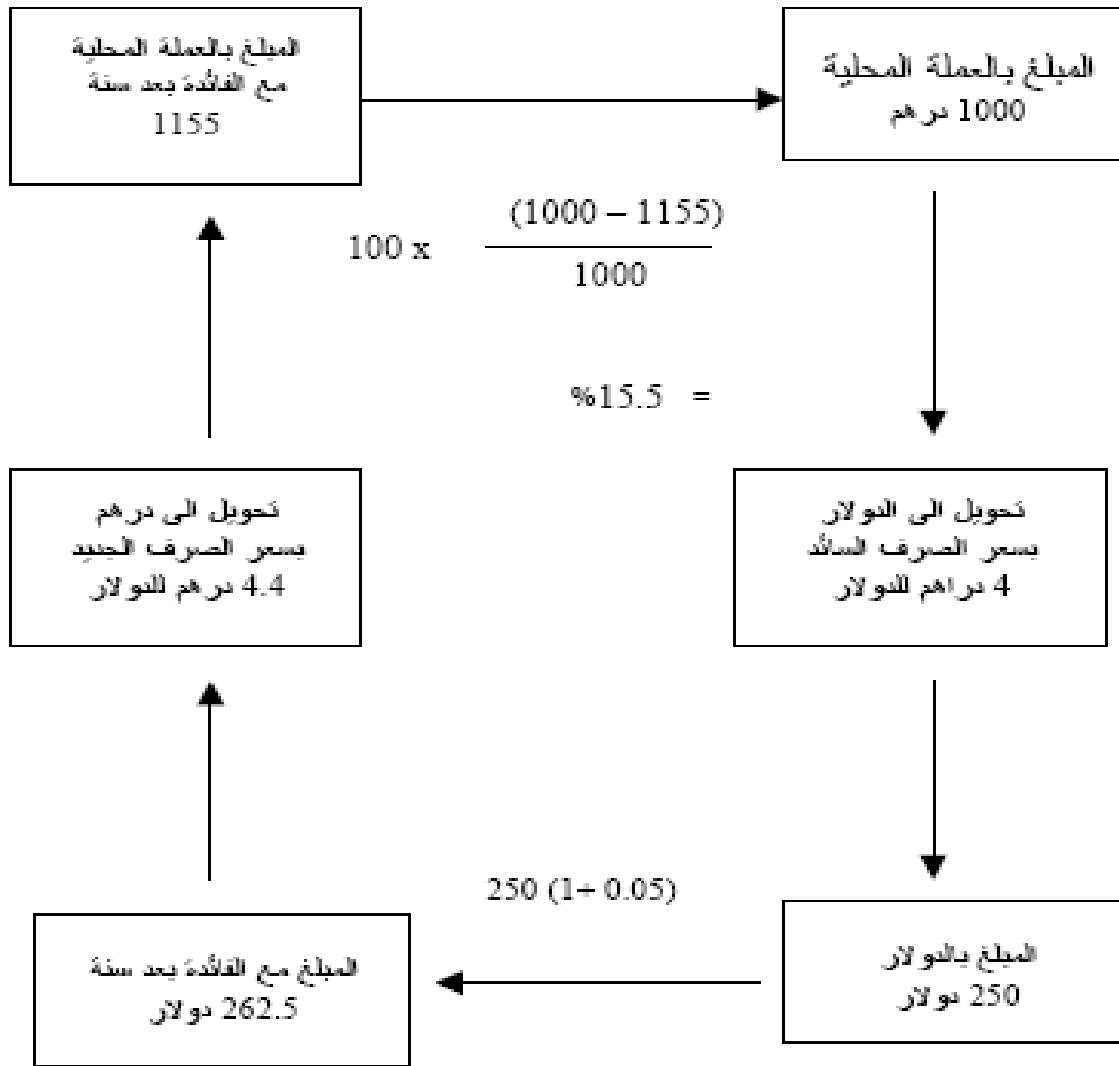 المبلغ بالعملة المحلية
1000 درهم
المبلغ بالعملة المحلية
مع الفائدة بعد سنة
1155
(1000 – 1155)
100 x
1000
%15.5 =
تحويل الى الدولار
بسعر الصرف السائد
4 دراهم للدولار
تحويل الى درهم
بسعر الصرف الجديد
4.4 درهم للدولار
250 (1+ 0.05)
المبلغ بالدولار
250 دولار
المبلغ مع الفائدة بعد سنة
262.5 دولار